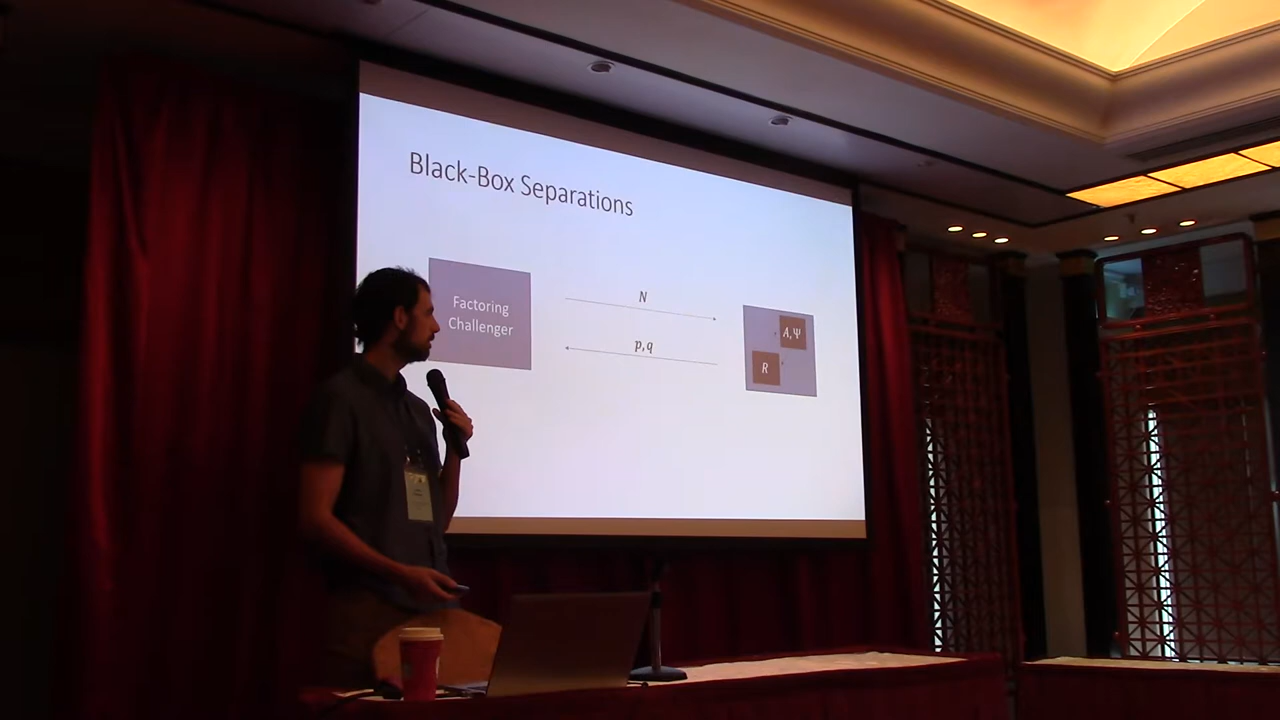 Black-Box Separations
Factoring
Challenger
N
p, q
A, Ψ
R